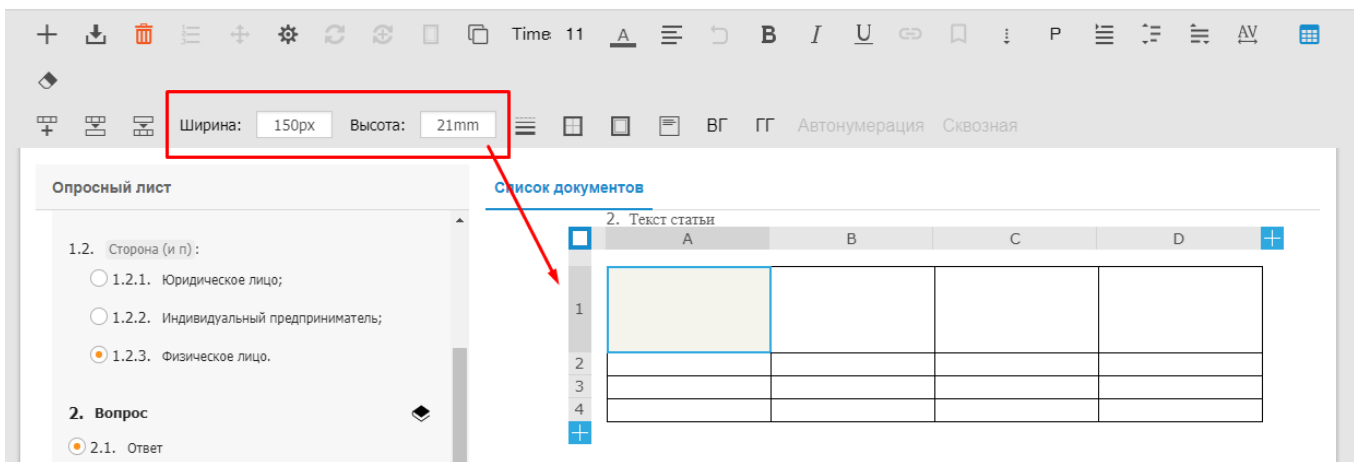 Time 11 A B I U P AV
Ширина: 150px Высота: 21mm ВГ ГГ Автонумерация Сквозная
Опросный лист
Список документов
1.2. Сторона (и п) :
1.2.1. Юридическое лицо;
1.2.2. Индивидуальный предприниматель;
1.2.3. Физическое лицо.
2. Вопрос
2.1. Ответ
2. Текст статьи
A B C D
1
2
3
4